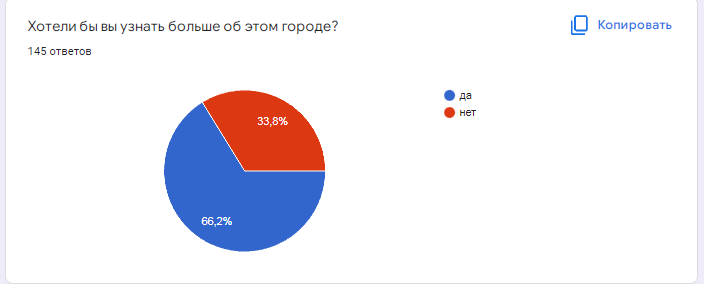 Хотели бы вы узнать больше об этом городе?
Копировать
145 ответов
да
нет
33,8%
66,2%